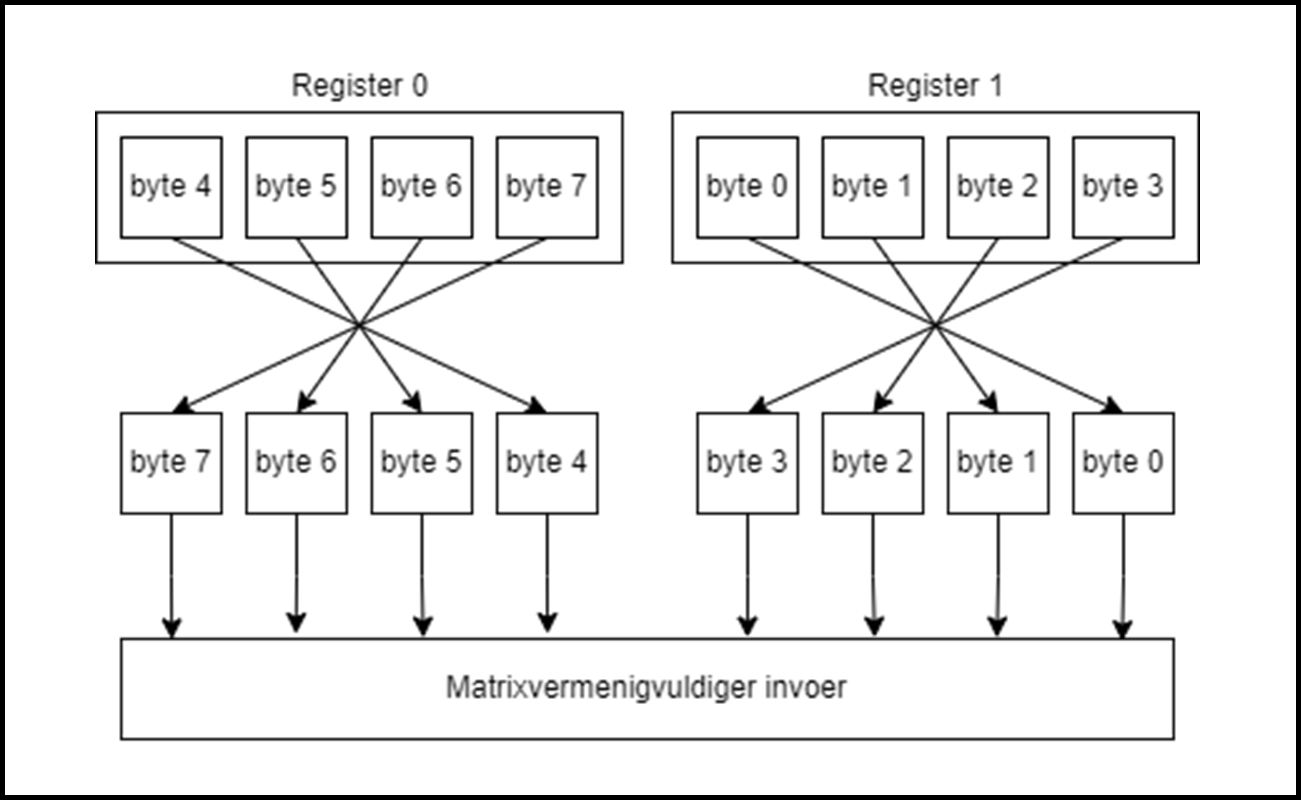 Register 0
Register 1
byte 4
byte 5
byte 6
byte 7
byte 0
byte 1
byte 2
byte 3
byte 7
byte 6
byte 5
byte 4
byte 3
byte 2
byte 1
byte 0
Matrixvermenigvuldiger invoer